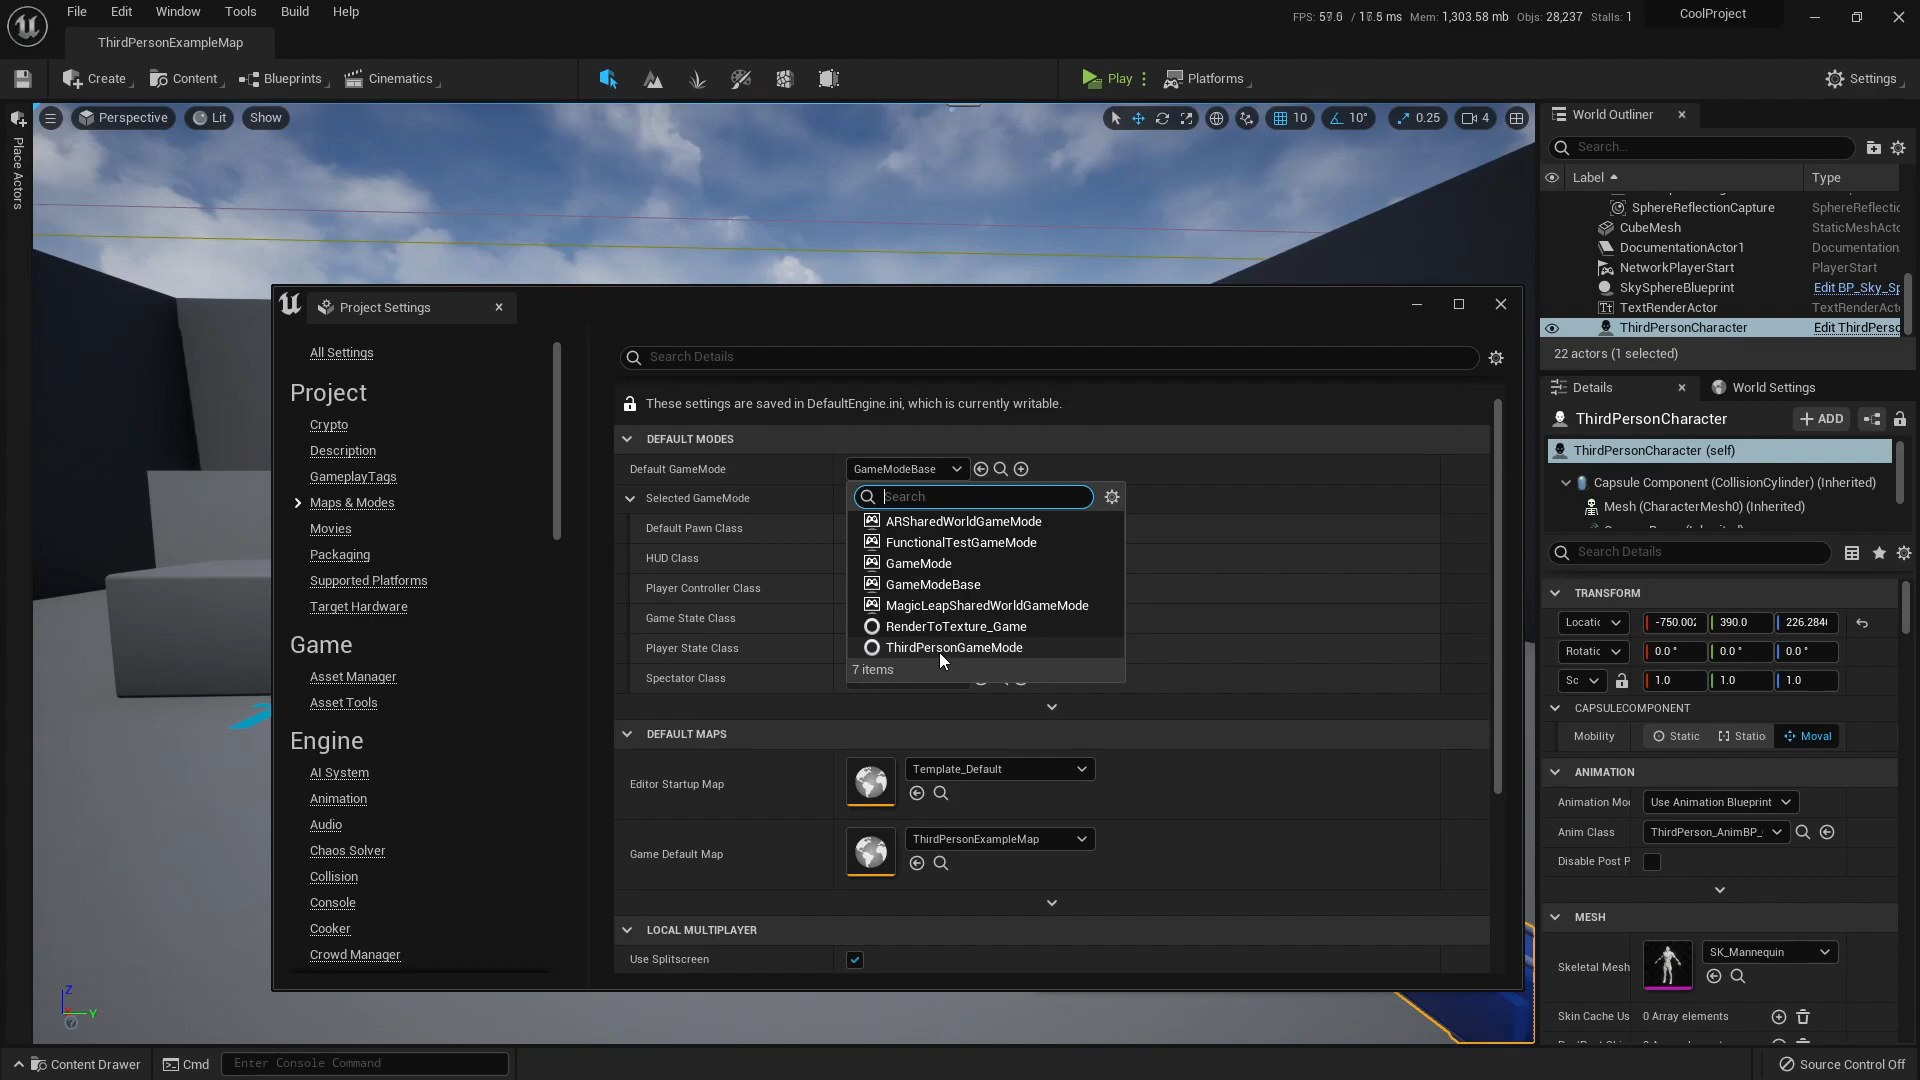 File Edit Window Tools Build Help
FPS: 57.0 / 17.5 ms Mem: 1,303.58 mb Objs: 28,237 Stalls: 1
CoolProject
ThirdPersonExampleMap
Create Content Blueprints Cinematics Play Platforms Settings
Place Actors
Perspective Lit Show
10 10° 0.25 4
World Outliner
Search...
Label Type
SphereReflectionCapture SphereReflectic
CubeMesh StaticMeshActo
DocumentationActor1 Documentation
NetworkPlayerStart PlayerStart
SkySphereBlueprint Edit BP_Sky_Sp
TextRenderActor TextRenderActo
ThirdPersonCharacter Edit ThirdPerso
22 actors (1 selected)
Details World Settings
ThirdPersonCharacter ADD
ThirdPersonCharacter (self)
Capsule Component (CollisionCylinder) (Inherited)
Mesh (CharacterMesh0) (Inherited)
Search Details
TRANSFORM
Locatic -750.002 390.0 226.284
Rotatic 0.0 ° 0.0 ° 0.0 °
Sc 1.0 1.0 1.0
CAPSULECOMPONENT
Mobility Static Statio Moval
ANIMATION
Animation Mo Use Animation Blueprint
Anim Class ThirdPerson_AnimBP_
Disable Post P
MESH
Skeletal Mesh SK_Mannequin
Skin Cache Us 0 Array elements
Project Settings
All Settings
Project
Crypto
Description
GameplayTags
Maps & Modes
Movies
Packaging
Supported Platforms
Target Hardware
Game
Asset Manager
Asset Tools
Engine
AI System
Animation
Audio
Chaos Solver
Collision
Console
Cooker
Crowd Manager
Search Details
These settings are saved in DefaultEngine.ini, which is currently writable.
DEFAULT MODES
Default GameMode GameModeBase
Selected GameMode
Default Pawn Class
HUD Class
Player Controller Class
Game State Class
Player State Class
Spectator Class
Search
ARSharedWorldGameMode
FunctionalTestGameMode
GameMode
GameModeBase
MagicLeapSharedWorldGameMode
RenderToTexture_Game
ThirdPersonGameMode
7 items
DEFAULT MAPS
Editor Startup Map Template_Default
Game Default Map ThirdPersonExampleMap
LOCAL MULTIPLAYER
Use Splitscreen
Z
Y
Content Drawer Cmd Enter Console Command Source Control Off